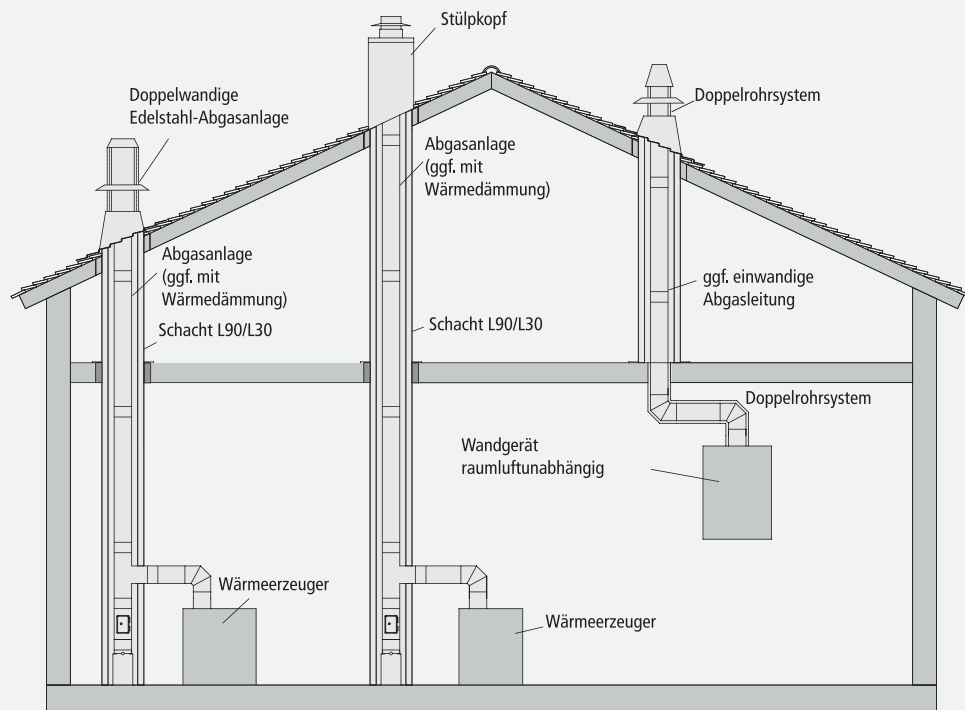 Stülpkopf
Doppelwandige
Edelstahl-Abgasanlage
Doppelrohrsystem
Abgasanlage
(ggf. mit
Wärmedämmung)
Abgasanlage
(ggf. mit
Wärmedämmung)
ggf. einwandige
Abgasleitung
Schacht L90/L30
Schacht L90/L30
Doppelrohrsystem
Wandgerät
raumluftunabhängig
Wärmeerzeuger
Wärmeerzeuger